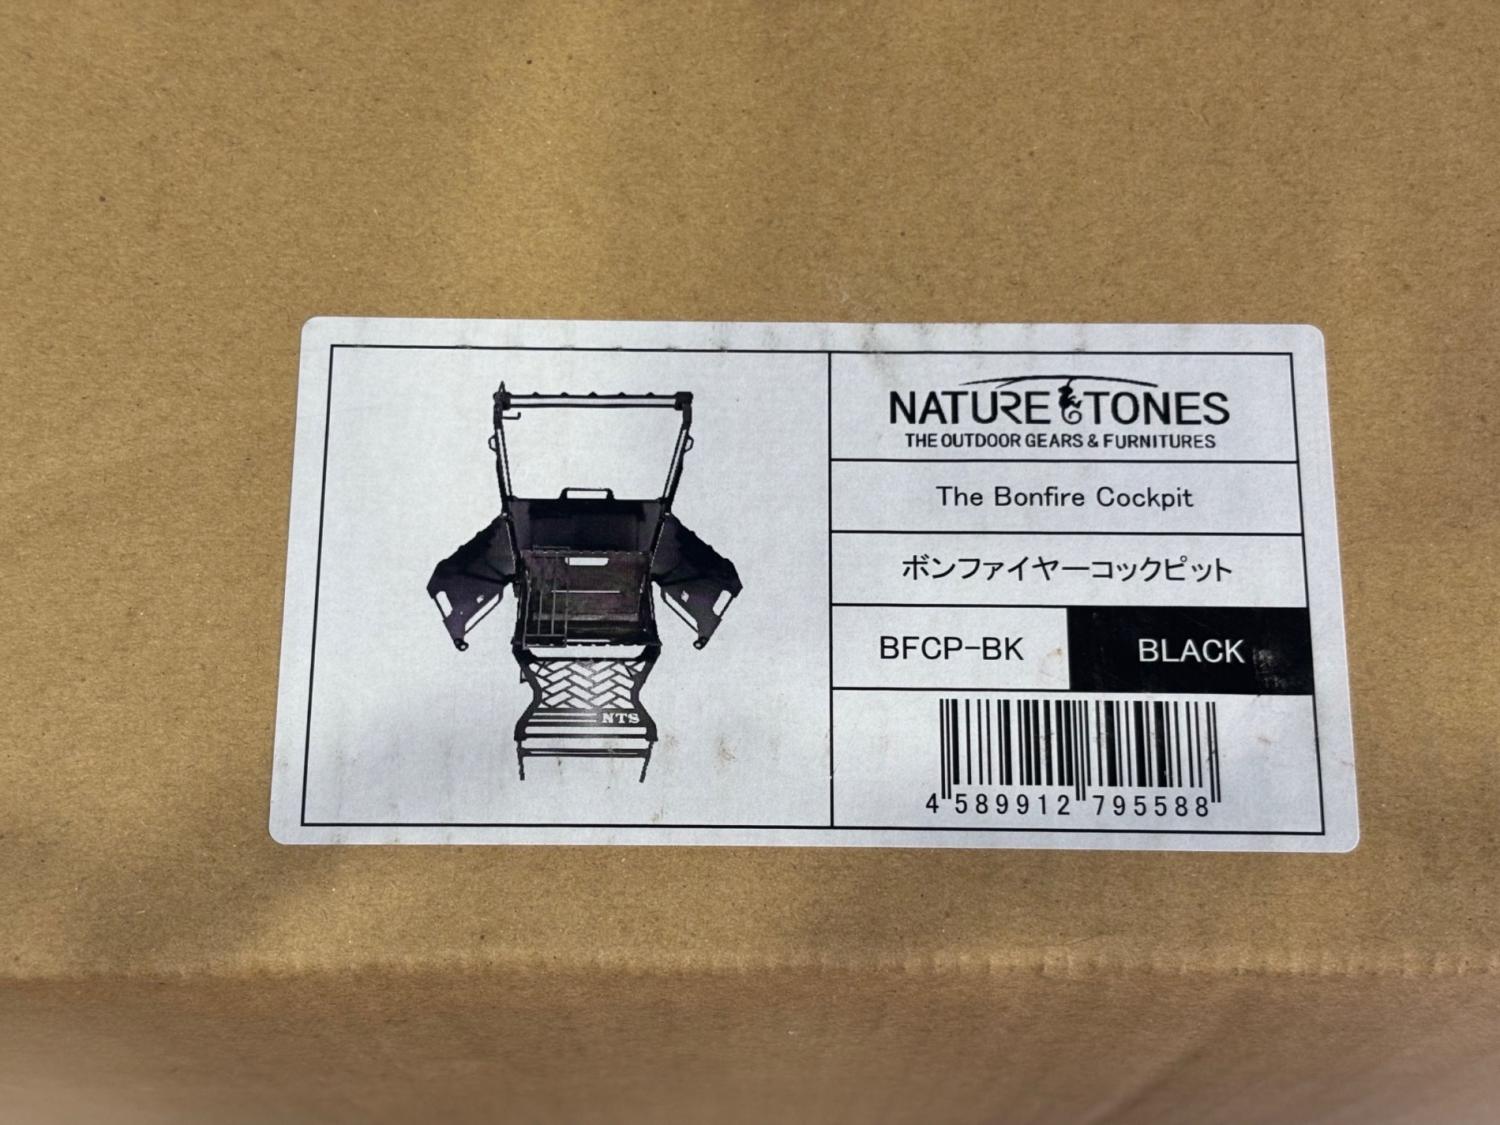 NATURE TONES
THE OUTDOOR GEARS & FURNITURES
The Bonfire Cockpit
ボンファイヤーコックピット
BFCP-BK
BLACK
NTS
4 589912 795588